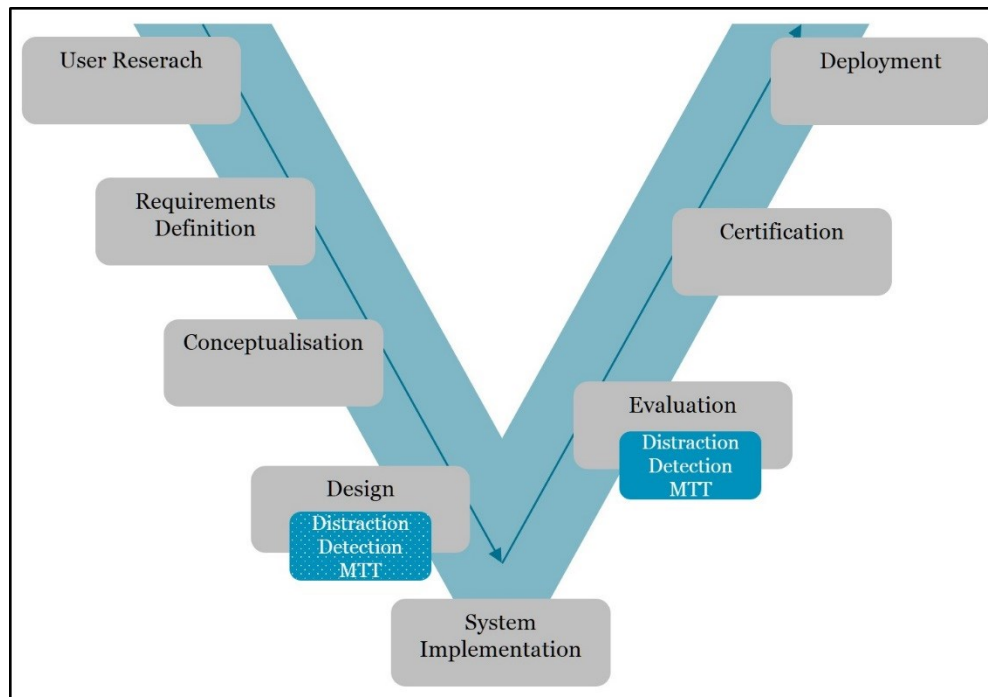 User Reserach
Requirements
Definition
Conceptualisation
Design
Distraction
Detection
MTT
System
Implementation
Evaluation
Distraction
Detection
MTT
Certification
Deployment